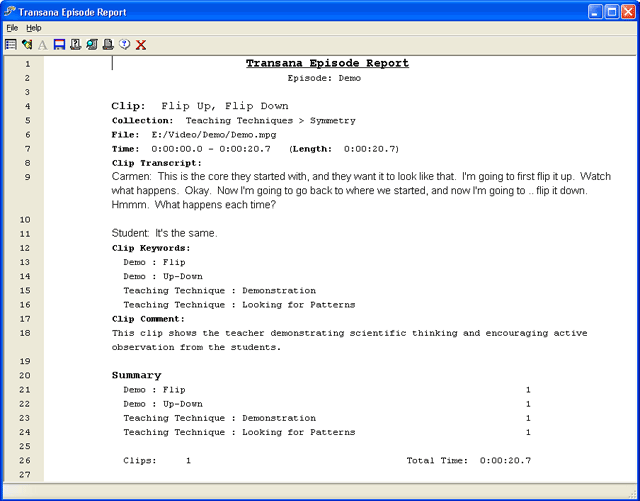 Transana Episode Report
File Help
1 Transana Episode Report
2 Episode: Demo
3
4 Clip: Flip Up, Flip Down
5 Collection: Teaching Techniques > Symmetry
6 File: E:/Video/Demo/Demo.mpg
7 Time: 0:00:00.0 - 0:00:20.7 (Length: 0:00:20.7)
8 Clip Transcript:
9 Carmen: This is the core they started with, and they want it to look like that. I'm going to first flip it up. Watch
what happens. Okay. Now I'm going to go back to where we started, and now I'm going to .. flip it down.
Hmmm. What happens each time?
10
11 Student: It's the same.
12 Clip Keywords:
13 Demo : Flip
14 Demo : Up-Down
15 Teaching Technique : Demonstration
16 Teaching Technique : Looking for Patterns
17 Clip Comment:
18 This clip shows the teacher demonstrating scientific thinking and encouraging active
observation from the students.
19
20 Summary
21 Demo : Flip 1
22 Demo : Up-Down 1
23 Teaching Technique : Demonstration 1
24 Teaching Technique : Looking for Patterns 1
25
26 Clips: 1 Total Time: 0:00:20.7
27